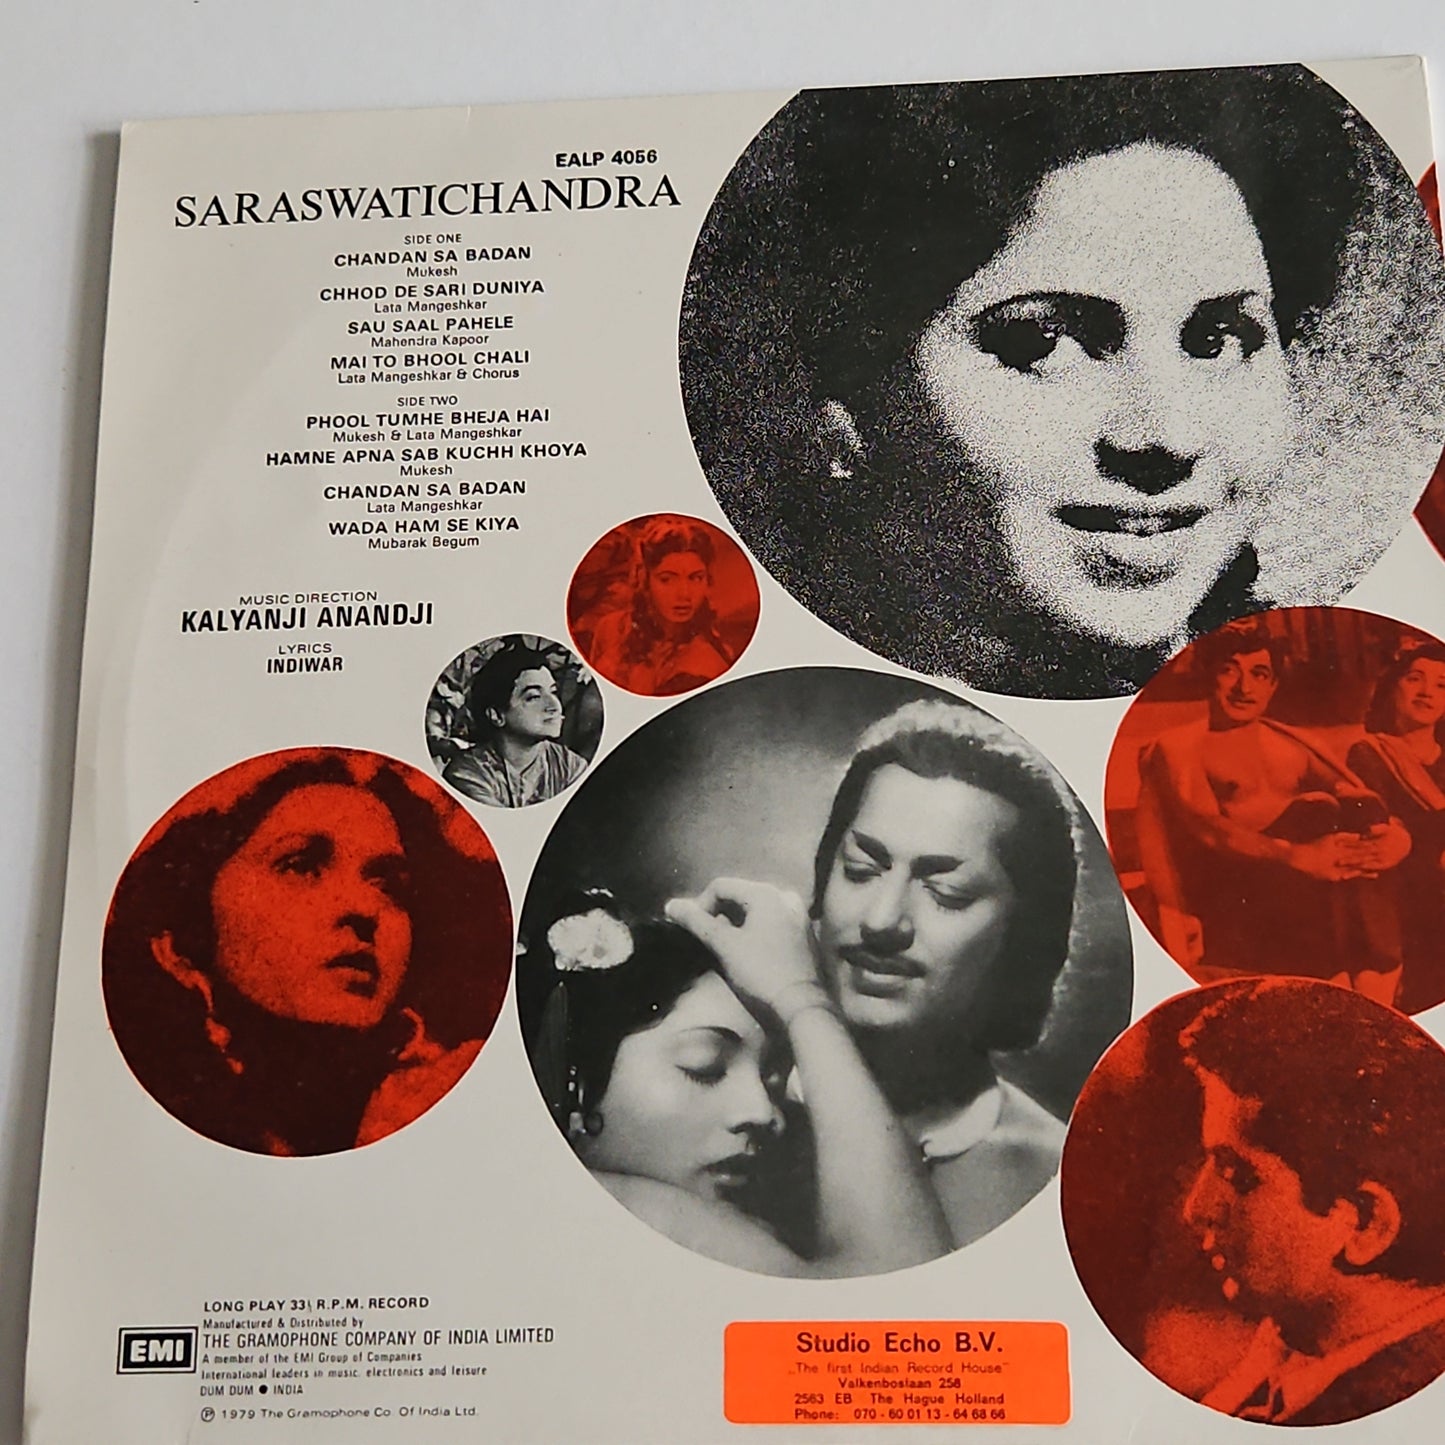 EALP 4056
SARASWATICHANDRA
SIDE ONE
CHANDAN SA BADAN
Mukesh
CHHOD DE SARI DUNIYA
Lata Mangeshkar
SAU SAAL PAHELE
Mahendra Kapoor
MAI TO BHOOL CHALI
Lata Mangeshkar & Chorus
SIDE TWO
PHOOL TUMHE BHEJA HAI
Mukesh & Lata Mangeshkar
HAMNE APNA SAB KUCHH KHOYA
Mukesh
CHANDAN SA BADAN
Lata Mangeshkar
WADA HAM SE KIYA
Mubarak Begum
MUSIC DIRECTION
KALYANJI ANANDJI
LYRICS
INDIWAR
LONG PLAY 33⅓ R.P.M. RECORD
Manufactured & Distributed by
THE GRAMOPHONE COMPANY OF INDIA LIMITED
A member of the EMI Group of Companies
International leaders in music, electronics and leisure
DUM DUM ● INDIA
℗ 1979 The Gramophone Co. Of India Ltd.
EMI
Studio Echo B.V.
„The first Indian Record House"
Valkenboslaan 258
2563 EB The Hague Holland
Phone: 070 - 60 01 13 - 64 68 66